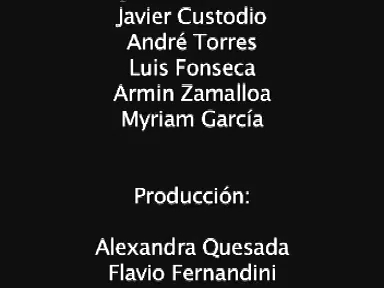 Javier Custodio
André Torres
Luis Fonseca
Armin Zamalloa
Myriam García
Producción:
Alexandra Quesada
Flavio Fernandini